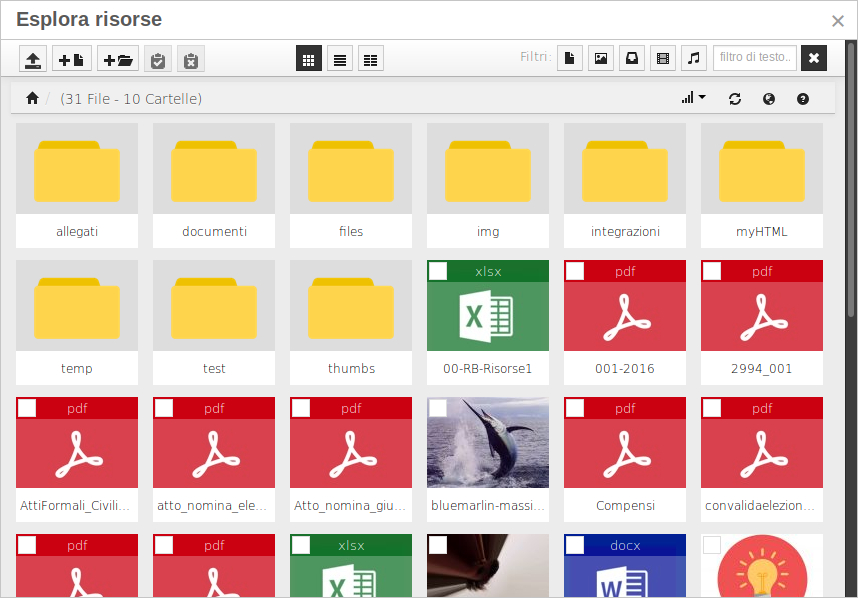 Esplora risorse
Filtri:
filtro di testo..
(31 File - 10 Cartelle)
allegati
documenti
files
img
integrazioni
myHTML
temp
test
thumbs
xlsx
00-RB-Risorse1
pdf
001-2016
pdf
2994_001
pdf
AttiFormali_Civili...
pdf
atto_nomina_ele...
pdf
Atto_nomina_giu...
bluemarlin-massi...
pdf
Compensi
pdf
convalidaelezion...
pdf
pdf
xlsx
X
docx
W